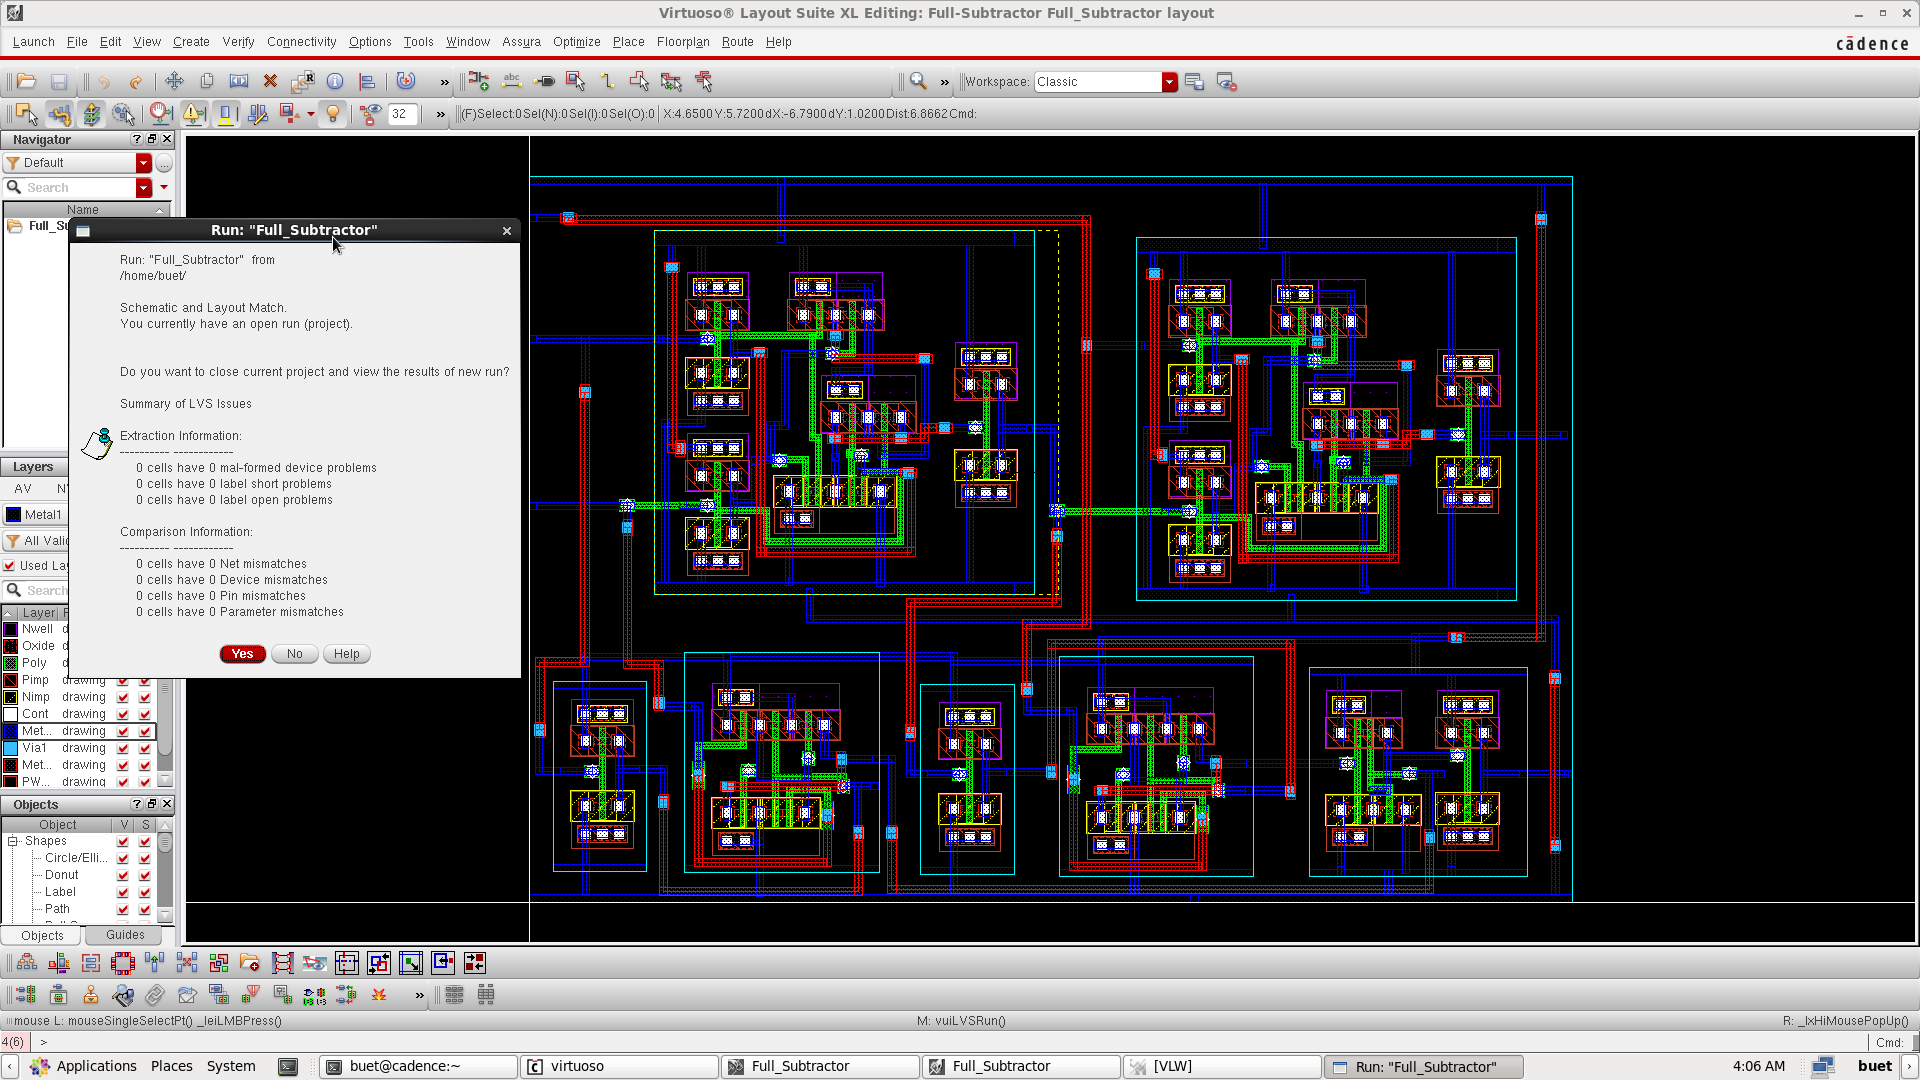 Virtuoso® Layout Suite XL Editing: Full-Subtractor Full_Subtractor layout
Launch File Edit View Create Verify Connectivity Options Tools Window Assura Optimize Place Floorplan Route Help
cādence
abc
» » Workspace: Classic
32 » (F)Select:0 Sel(N):0 Sel(I):0 Sel(O):0 X:4.6500 Y:5.7200 dX:-6.7900 dY:1.0200 Dist:6.8662 Cmd:
Navigator
Default
Search
Name
Full_Su
Run: "Full_Subtractor"
Run: "Full_Subtractor" from
/home/buet/
Schematic and Layout Match.
You currently have an open run (project).
Do you want to close current project and view the results of new run?
Summary of LVS Issues
Extraction Information:
---------- ------------
0 cells have 0 mal-formed device problems
0 cells have 0 label short problems
0 cells have 0 label open problems
Comparison Information:
---------- ------------
0 cells have 0 Net mismatches
0 cells have 0 Device mismatches
0 cells have 0 Pin mismatches
0 cells have 0 Parameter mismatches
Yes No Help
Layers
AV
Metal1
All Valid
Used La
Search
Layer
Nwell
Oxide
Poly
Pimp drawing
Nimp drawing
Cont drawing
Met... drawing
Via1 drawing
Met... drawing
PW... drawing
Objects
Object V S
Shapes
Circle/Elli...
Donut
Label
Path
Objects Guides
»
mouse L: mouseSingleSelectPt() _leiLMBPress() M: vuiLVSRun() R: _lxHiMousePopUp()
4(6) > Cmd:
Applications Places System buet@cadence:~ virtuoso Full_Subtractor Full_Subtractor [VLW] Run: "Full_Subtractor" 4:06 AM buet